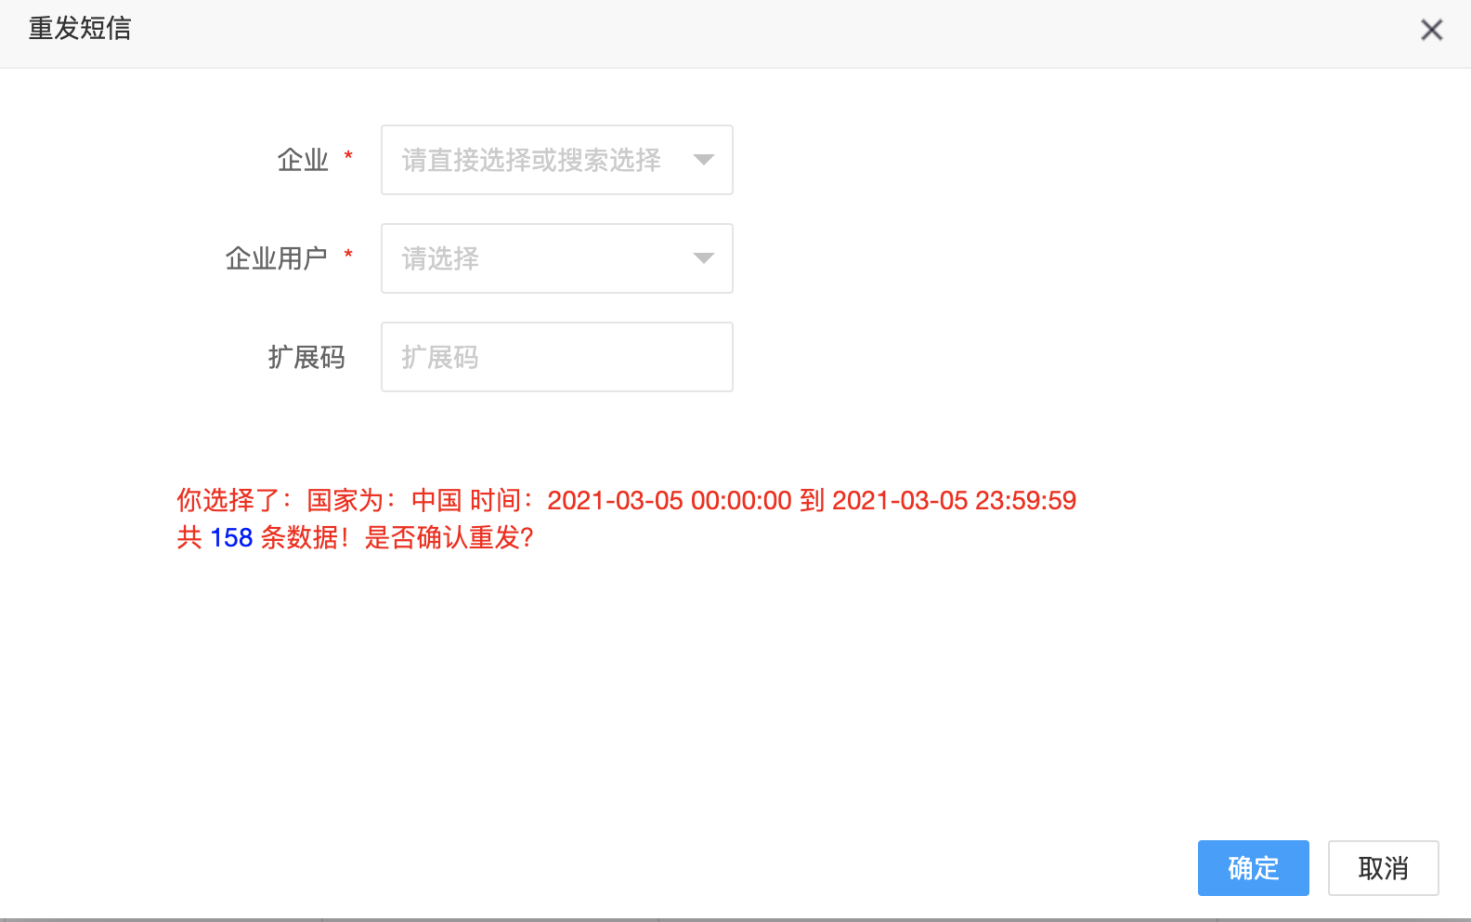 重发短信
企业 * 请直接选择或搜索选择
企业用户 * 请选择
扩展码 扩展码
你选择了：国家为：中国 时间：2021-03-05 00:00:00 到 2021-03-05 23:59:59
共 158 条数据！是否确认重发?
确定 取消